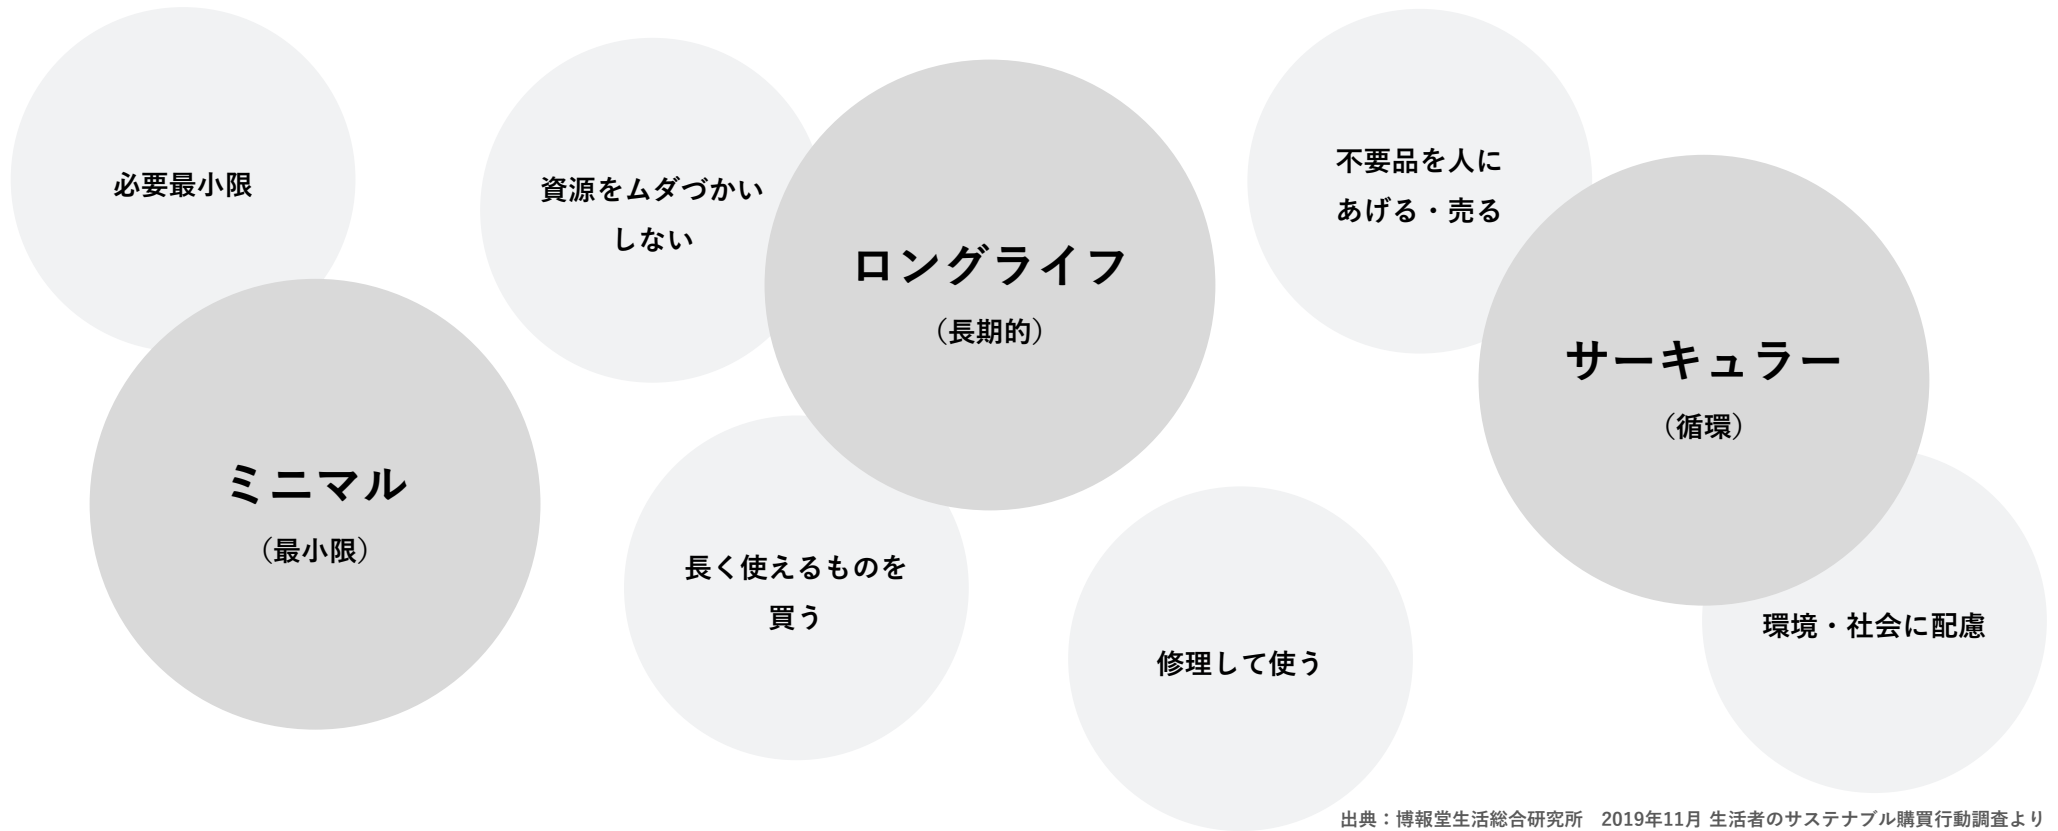 必要最小限
ミニマル
（最小限）
資源をムダづかい
しない
ロングライフ
（長期的）
長く使えるものを
買う
修理して使う
不要品を人に
あげる・売る
サーキュラー
（循環）
環境・社会に配慮
出典：博報堂生活総合研究所　2019年11月 生活者のサステナブル購買行動調査より